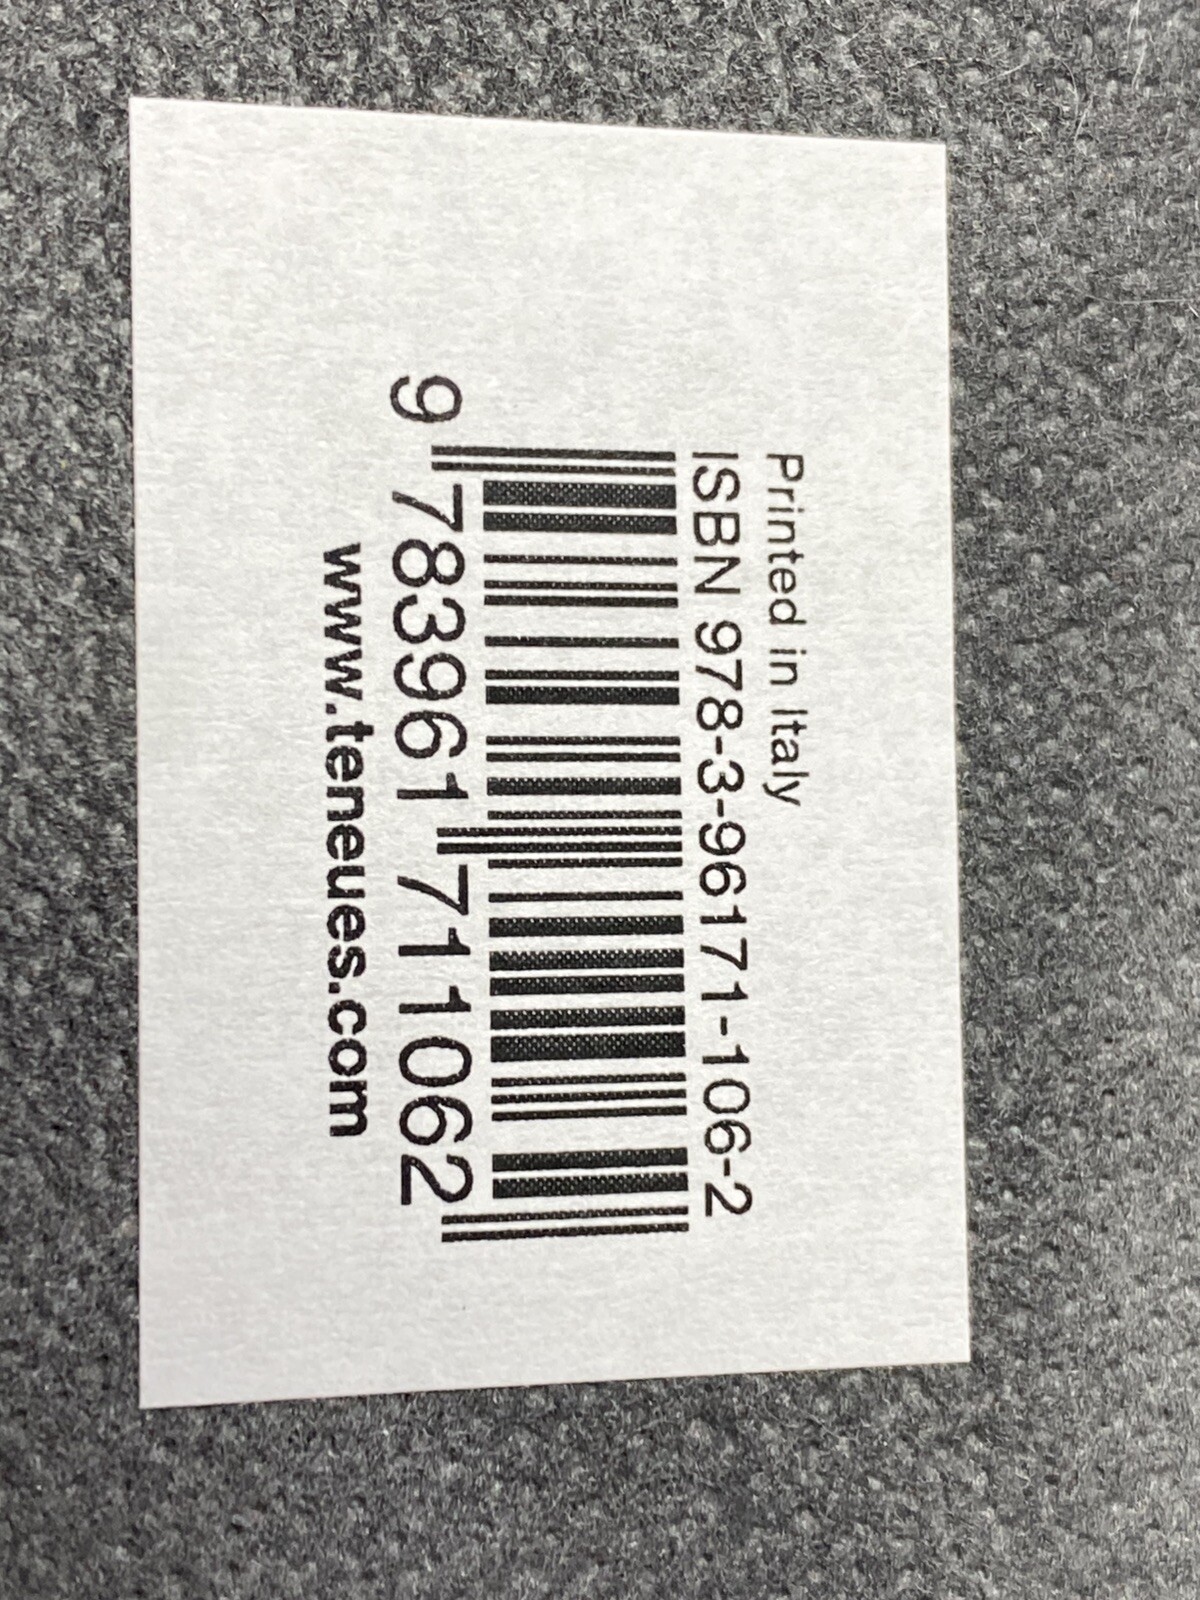 Printed in Italy
ISBN 978-3-96171-106-2
9 783961 711062
www.teneues.com